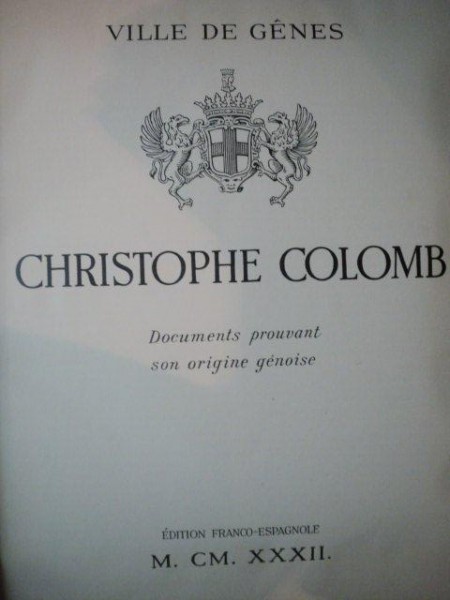 VILLE DE GÊNES
CHRISTOPHE COLOMB
Documents prouvant
son origine génoise
ÉDITION FRANCO-ESPAGNOLE
M. CM. XXXII.